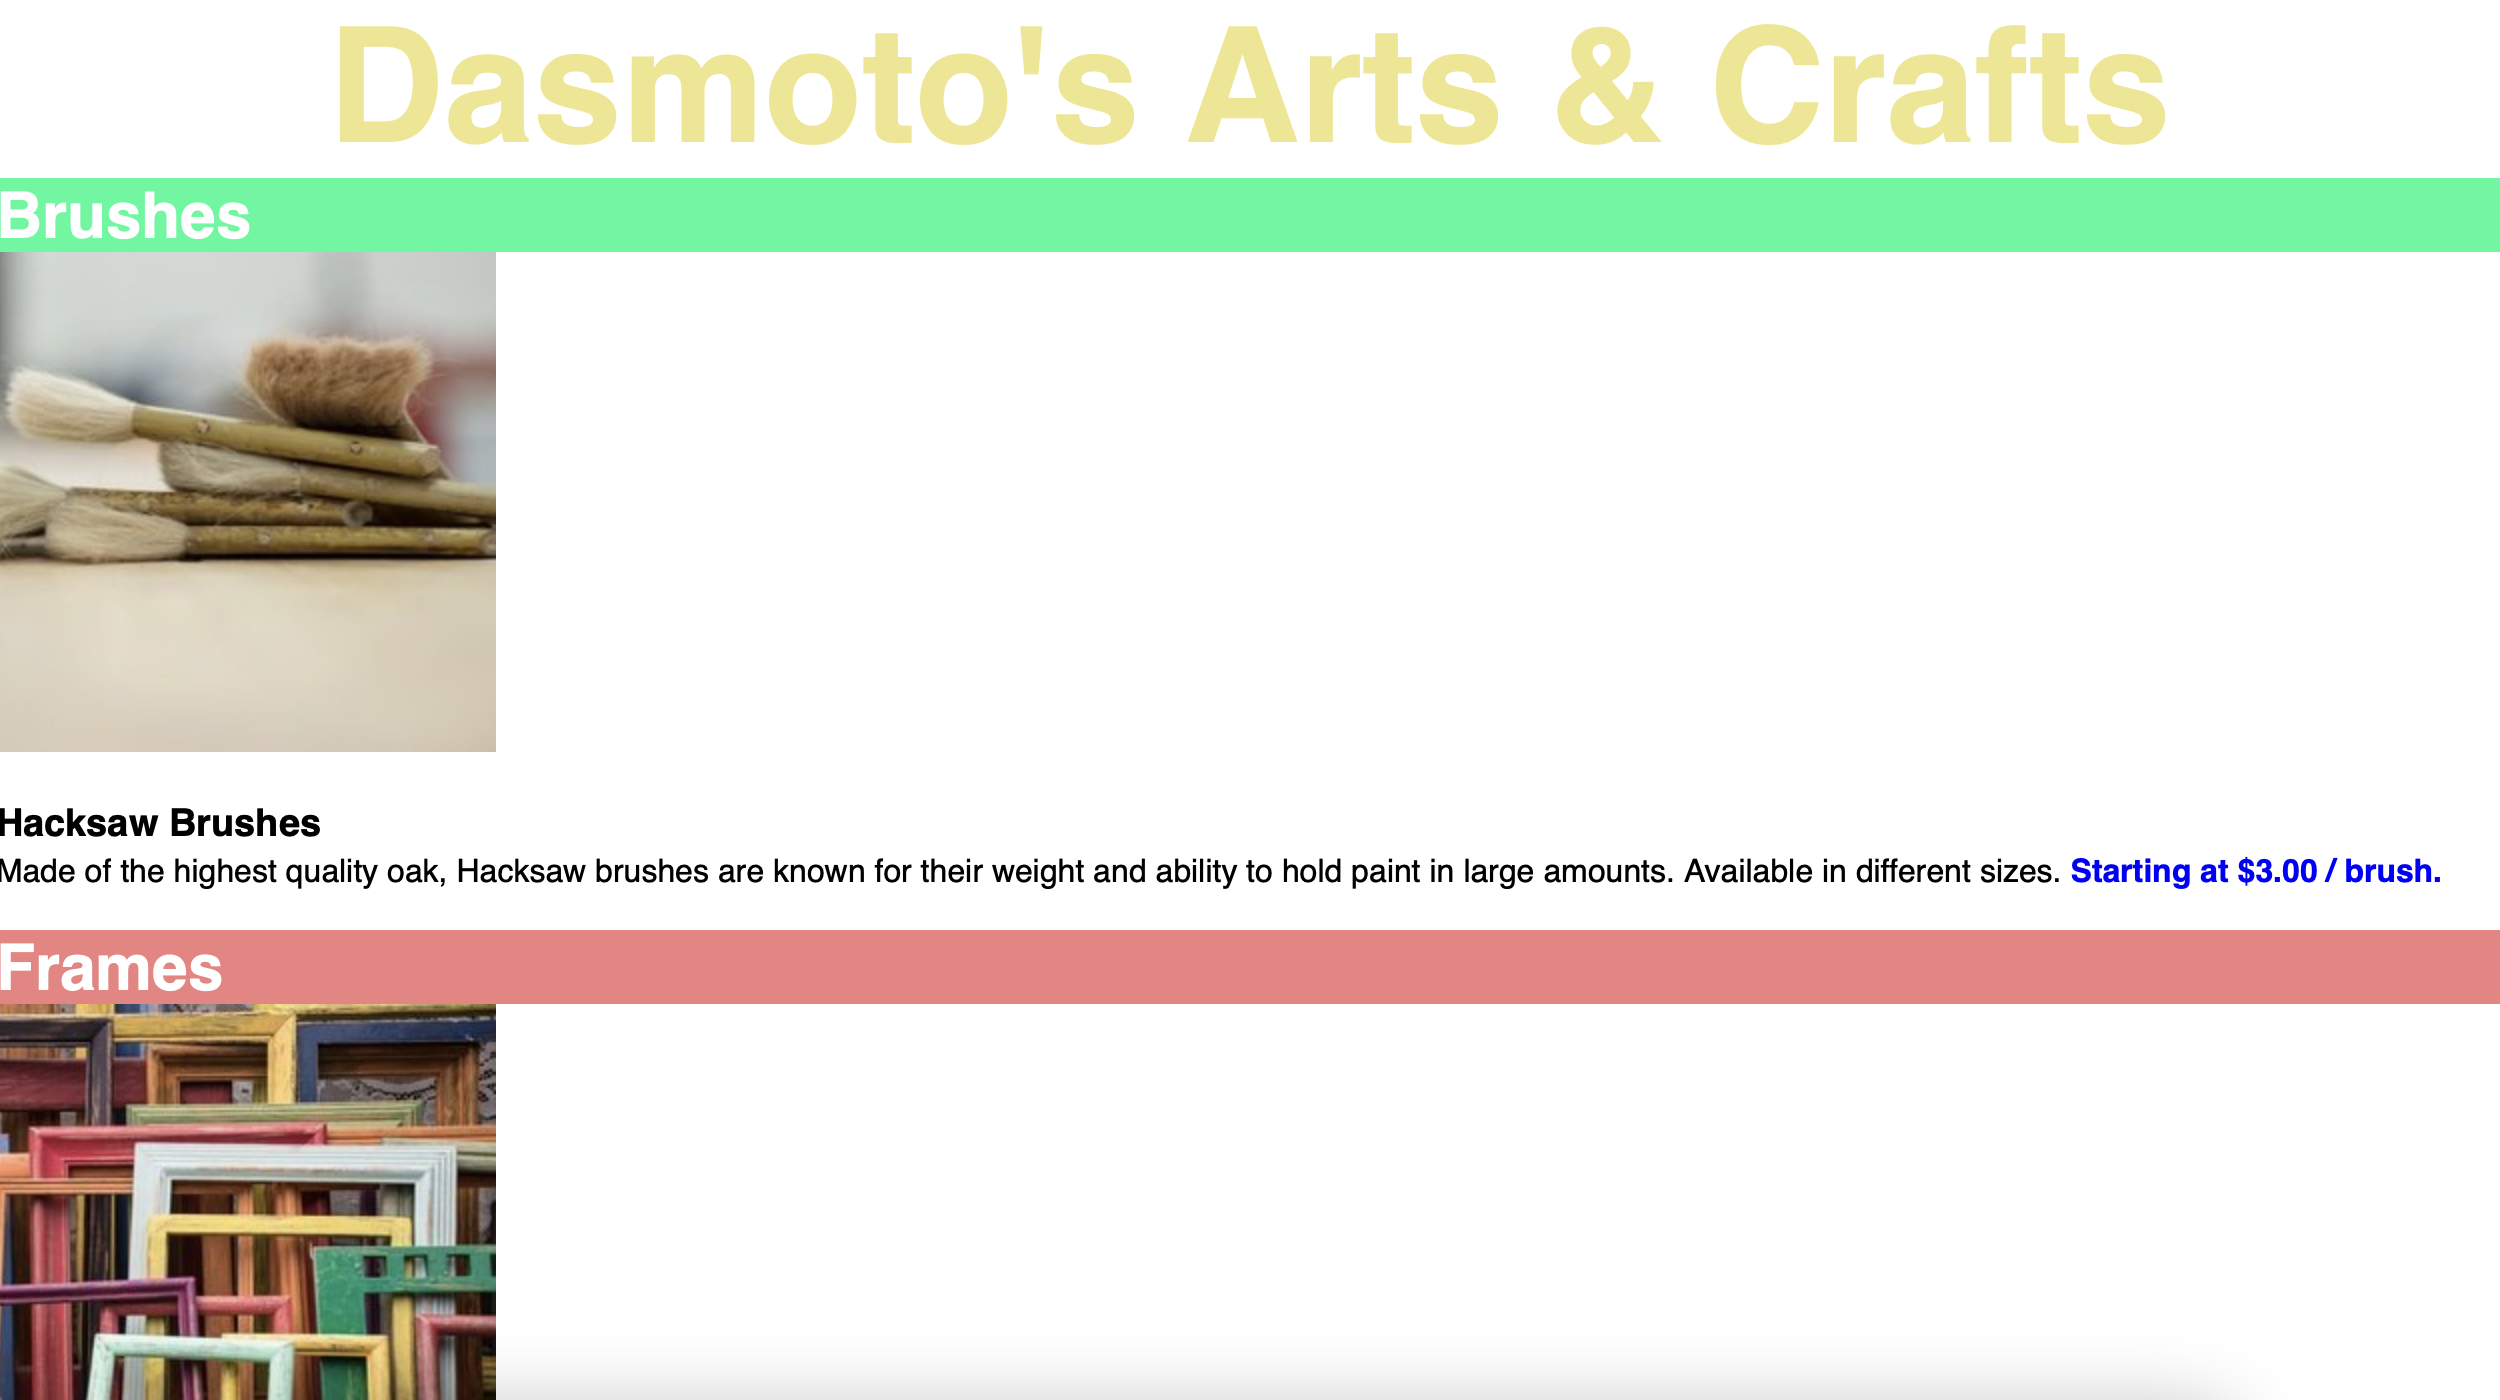 Dasmoto's Arts & Crafts
Brushes
Hacksaw Brushes
Made of the highest quality oak, Hacksaw brushes are known for their weight and ability to hold paint in large amounts. Available in different sizes. Starting at $3.00 / brush.
Frames